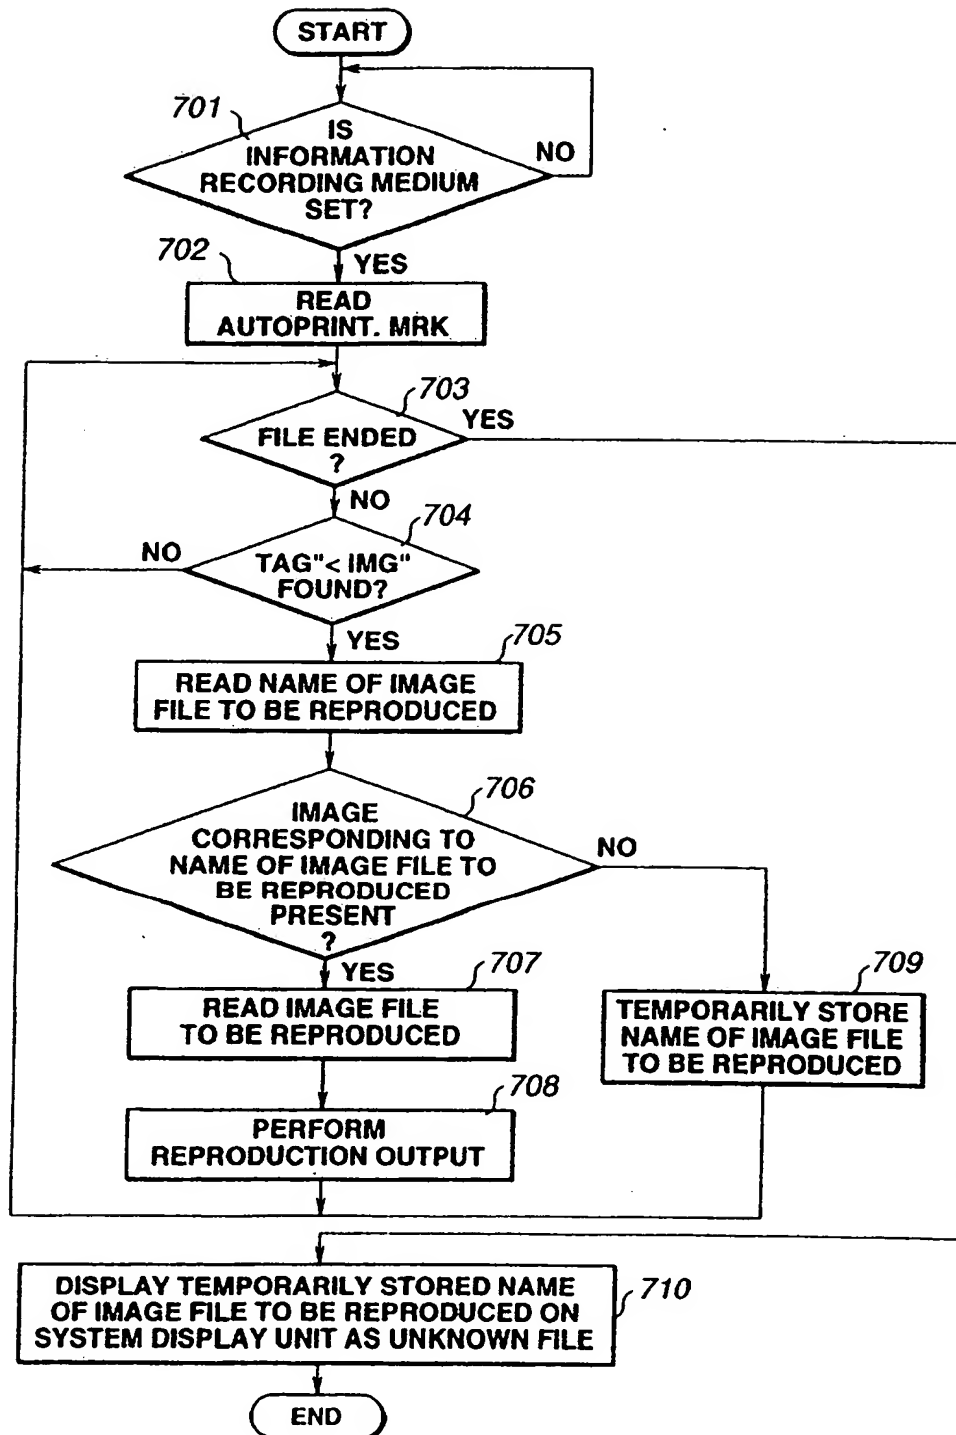 START
701
IS
INFORMATION
RECORDING MEDIUM
SET?
NO
YES
702
READ
AUTOPRINT. MRK
703
FILE ENDED
?
YES
NO
704
TAG"< IMG"
FOUND?
NO
YES
705
READ NAME OF IMAGE
FILE TO BE REPRODUCED
706
IMAGE
CORRESPONDING TO
NAME OF IMAGE FILE TO
BE REPRODUCED
PRESENT
?
NO
YES
707
READ IMAGE FILE
TO BE REPRODUCED
709
TEMPORARILY STORE
NAME OF IMAGE FILE
TO BE REPRODUCED
708
PERFORM
REPRODUCTION OUTPUT
710
DISPLAY TEMPORARILY STORED NAME
OF IMAGE FILE TO BE REPRODUCED ON
SYSTEM DISPLAY UNIT AS UNKNOWN FILE
END